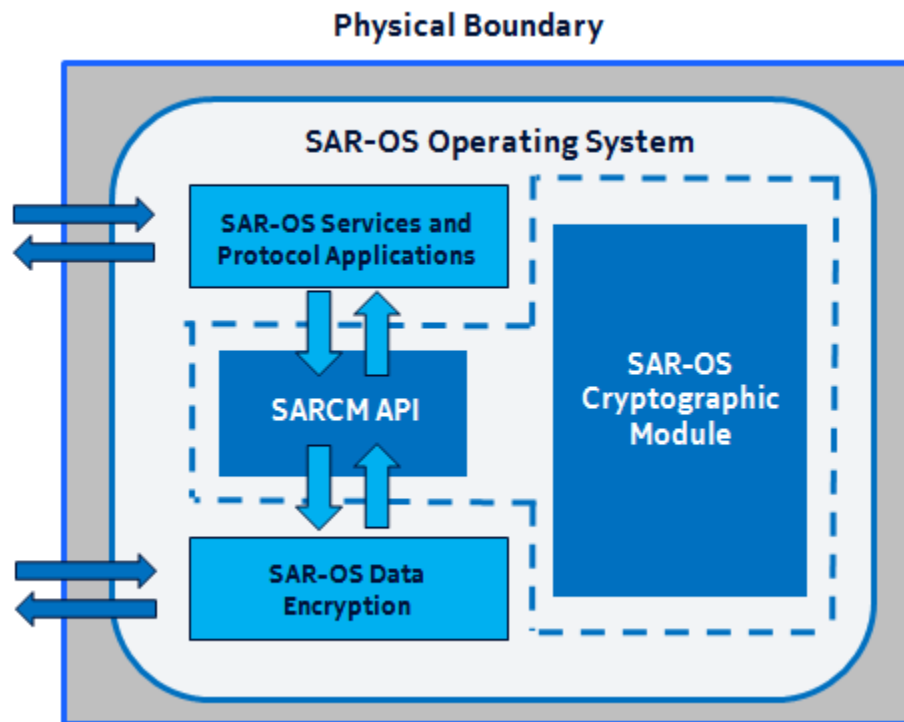 Physical Boundary
SAR-OS Operating System
SAR-OS Services and
Protocol Applications
SARCM API
SAR-OS Data
Encryption
SAR-OS
Cryptographic
Module